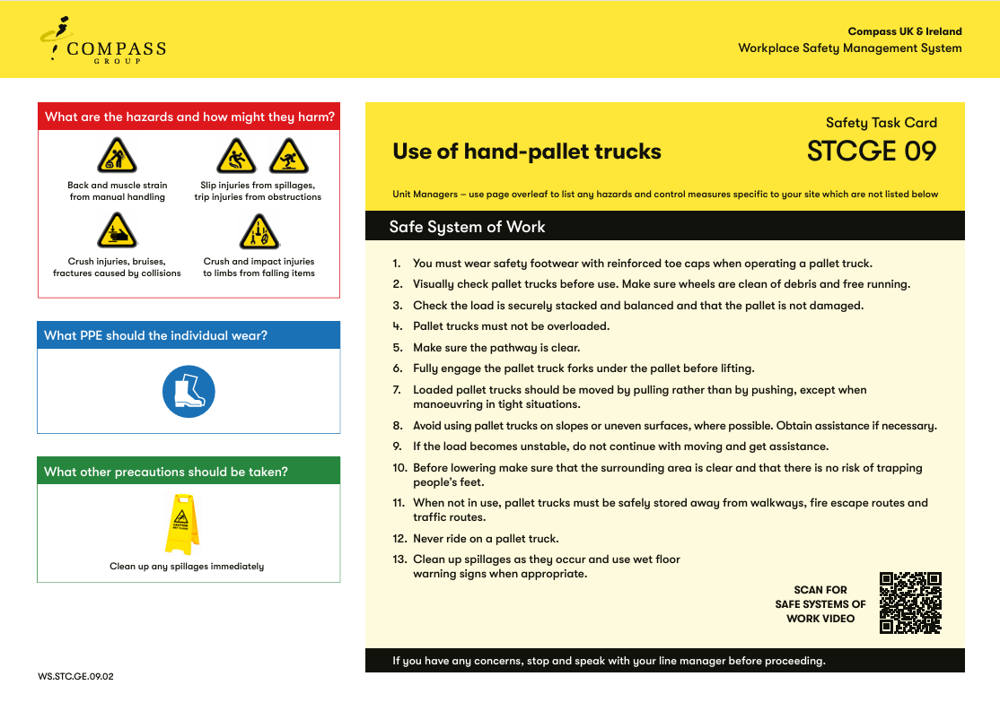 COMPASS
GROUP
Compass UK & Ireland
Workplace Safety Management System
What are the hazards and how might they harm?
Back and muscle strain
from manual handling
Slip injuries from spillages,
trip injuries from obstructions
Crush injuries, bruises,
fractures caused by collisions
Crush and impact injuries
to limbs from falling items
What PPE should the individual wear?
What other precautions should be taken?
CAUTION
WET FLOOR
Clean up any spillages immediately
WS.STC.GE.09.02
Safety Task Card
Use of hand-pallet trucks
STCGE 09
Unit Managers – use page overleaf to list any hazards and control measures specific to your site which are not listed below
Safe System of Work
1. You must wear safety footwear with reinforced toe caps when operating a pallet truck.
2. Visually check pallet trucks before use. Make sure wheels are clean of debris and free running.
3. Check the load is securely stacked and balanced and that the pallet is not damaged.
4. Pallet trucks must not be overloaded.
5. Make sure the pathway is clear.
6. Fully engage the pallet truck forks under the pallet before lifting.
7. Loaded pallet trucks should be moved by pulling rather than by pushing, except when
manoeuvring in tight situations.
8. Avoid using pallet trucks on slopes or uneven surfaces, where possible. Obtain assistance if necessary.
9. If the load becomes unstable, do not continue with moving and get assistance.
10. Before lowering make sure that the surrounding area is clear and that there is no risk of trapping
people's feet.
11. When not in use, pallet trucks must be safely stored away from walkways, fire escape routes and
traffic routes.
12. Never ride on a pallet truck.
13. Clean up spillages as they occur and use wet floor
warning signs when appropriate.
SCAN FOR
SAFE SYSTEMS OF
WORK VIDEO
If you have any concerns, stop and speak with your line manager before proceeding.